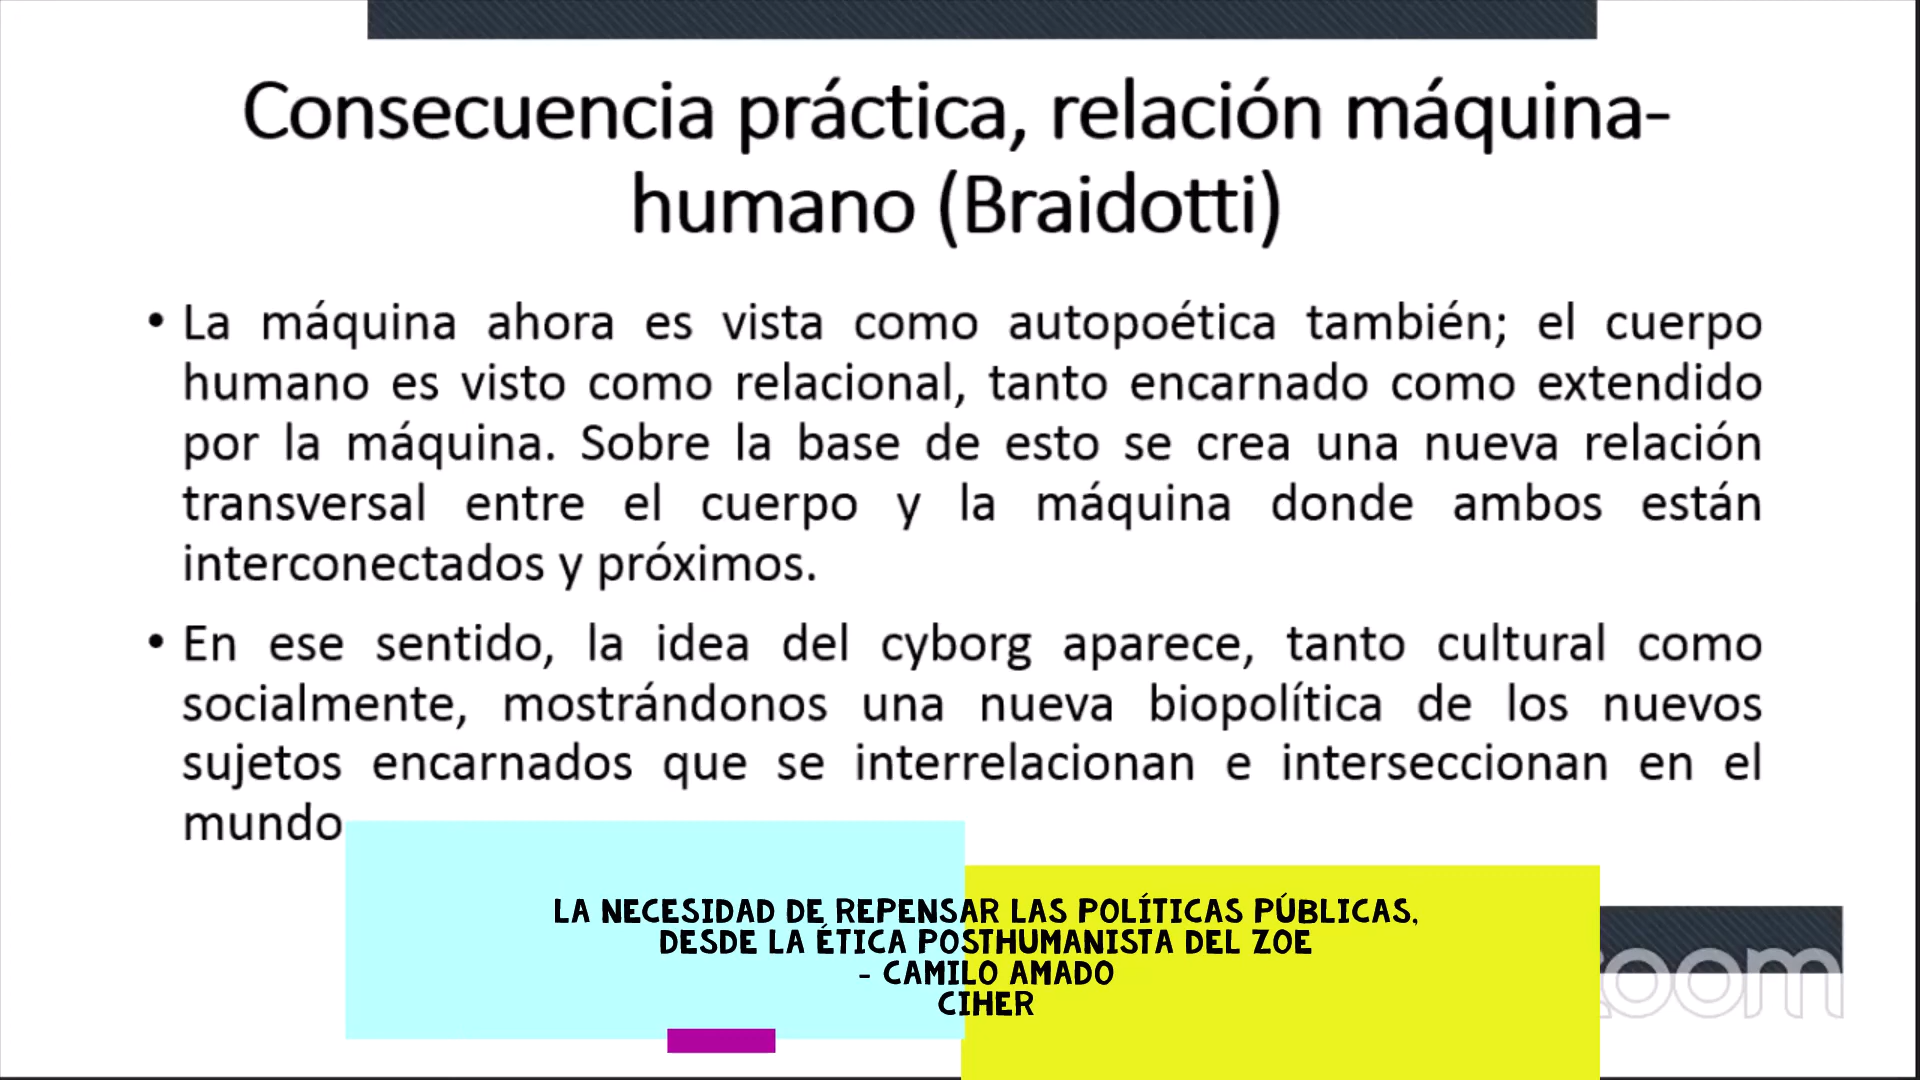 Consecuencia práctica, relación máquina-
humano (Braidotti)
• La máquina ahora es vista como autopoética también; el cuerpo
humano es visto como relacional, tanto encarnado como extendido
por la máquina. Sobre la base de esto se crea una nueva relación
transversal entre el cuerpo y la máquina donde ambos están
interconectados y próximos.
• En ese sentido, la idea del cyborg aparece, tanto cultural como
socialmente, mostrándonos una nueva biopolítica de los nuevos
sujetos encarnados que se interrelacionan e interseccionan en el
mundo
LA NECESIDAD DE REPENSAR LAS POLÍTICAS PÚBLICAS,
DESDE LA ÉTICA POSTHUMANISTA DEL ZOE
- CAMILO AMADO
CIHER
zoom